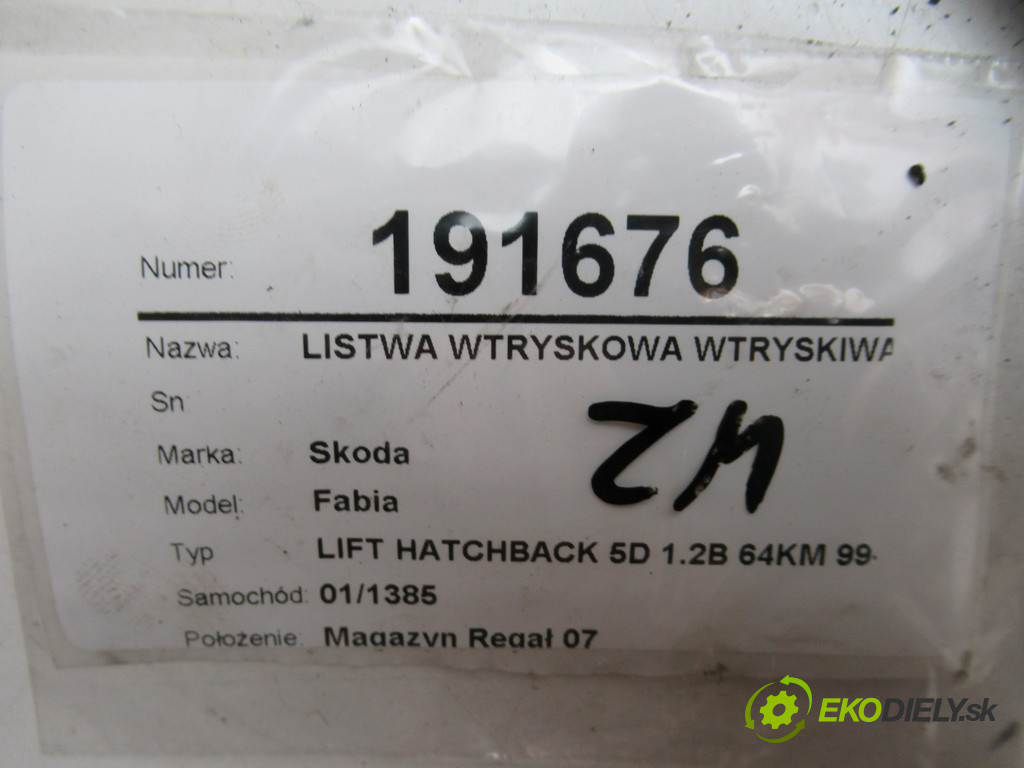 Numer: 191676
Nazwa: LISTWA WTRYSKOWA WTRYSKIWA
Sn
Marka: Skoda
Model: Fabia
Typ LIFT HATCHBACK 5D 1.2B 64KM 99-
Samochód: 01/1385
Położenie: Magazyn Regał 07
EKODIELY.sk